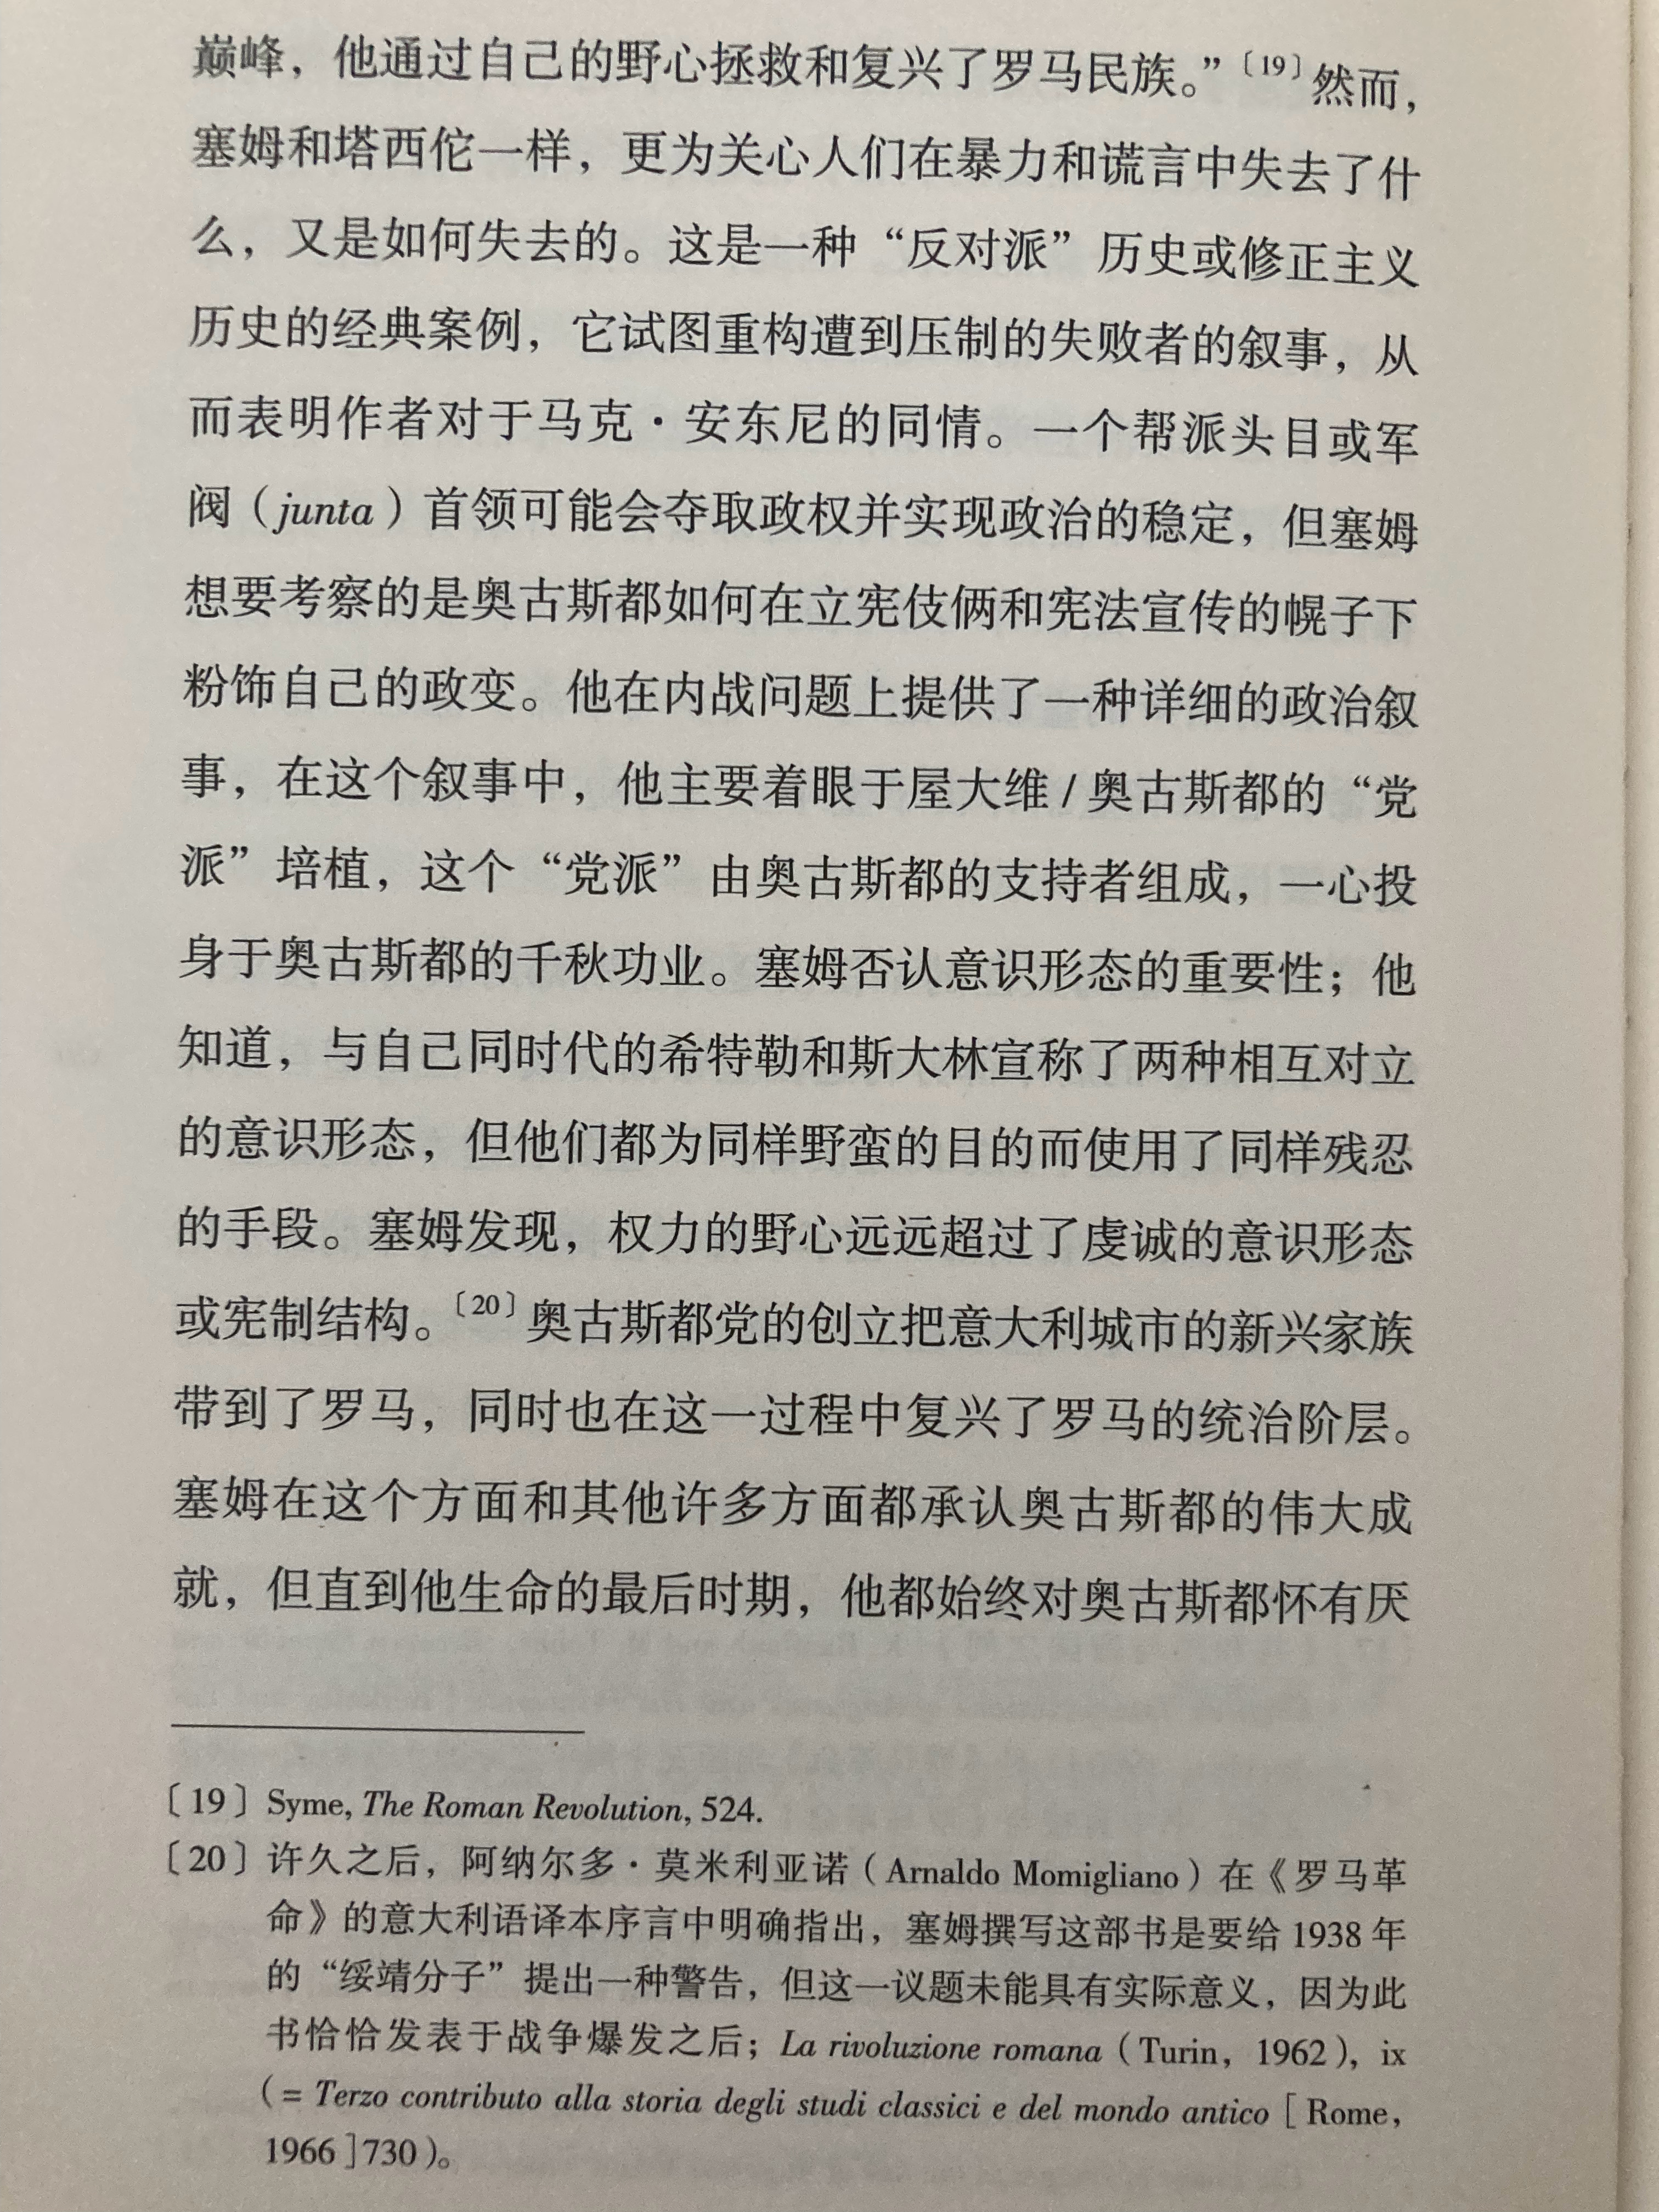 巅峰，他通过自己的野心拯救和复兴了罗马民族。”〔19〕然而，
塞姆和塔西佗一样，更为关心人们在暴力和谎言中失去了什
么，又是如何失去的。这是一种“反对派”历史或修正主义
历史的经典案例，它试图重构遭到压制的失败者的叙事，从
而表明作者对于马克·安东尼的同情。一个帮派头目或军
阀（junta）首领可能会夺取政权并实现政治的稳定，但塞姆
想要考察的是奥古斯都如何在立宪伎俩和宪法宣传的幌子下
粉饰自己的政变。他在内战问题上提供了一种详细的政治叙
事，在这个叙事中，他主要着眼于屋大维/奥古斯都的“党
派”培植，这个“党派”由奥古斯都的支持者组成，一心投
身于奥古斯都的千秋功业。塞姆否认意识形态的重要性；他
知道，与自己同时代的希特勒和斯大林宣称了两种相互对立
的意识形态，但他们都为同样野蛮的目的而使用了同样残忍
的手段。塞姆发现，权力的野心远远超过了虔诚的意识形态
或宪制结构。〔20〕奥古斯都党的创立把意大利城市的新兴家族
带到了罗马，同时也在这一过程中复兴了罗马的统治阶层。
塞姆在这个方面和其他许多方面都承认奥古斯都的伟大成
就，但直到他生命的最后时期，他都始终对奥古斯都怀有厌
〔19〕Syme, The Roman Revolution, 524.
〔20〕许久之后，阿纳尔多·莫米利亚诺（Arnaldo Momigliano）在《罗马革
命》的意大利语译本序言中明确指出，塞姆撰写这部书是要给1938年
的“绥靖分子”提出一种警告，但这一议题未能具有实际意义，因为此
书恰恰发表于战争爆发之后；La rivoluzione romana（Turin，1962），ix
（= Terzo contributo alla storia degli studi classici e del mondo antico［Rome，
1966］730）。